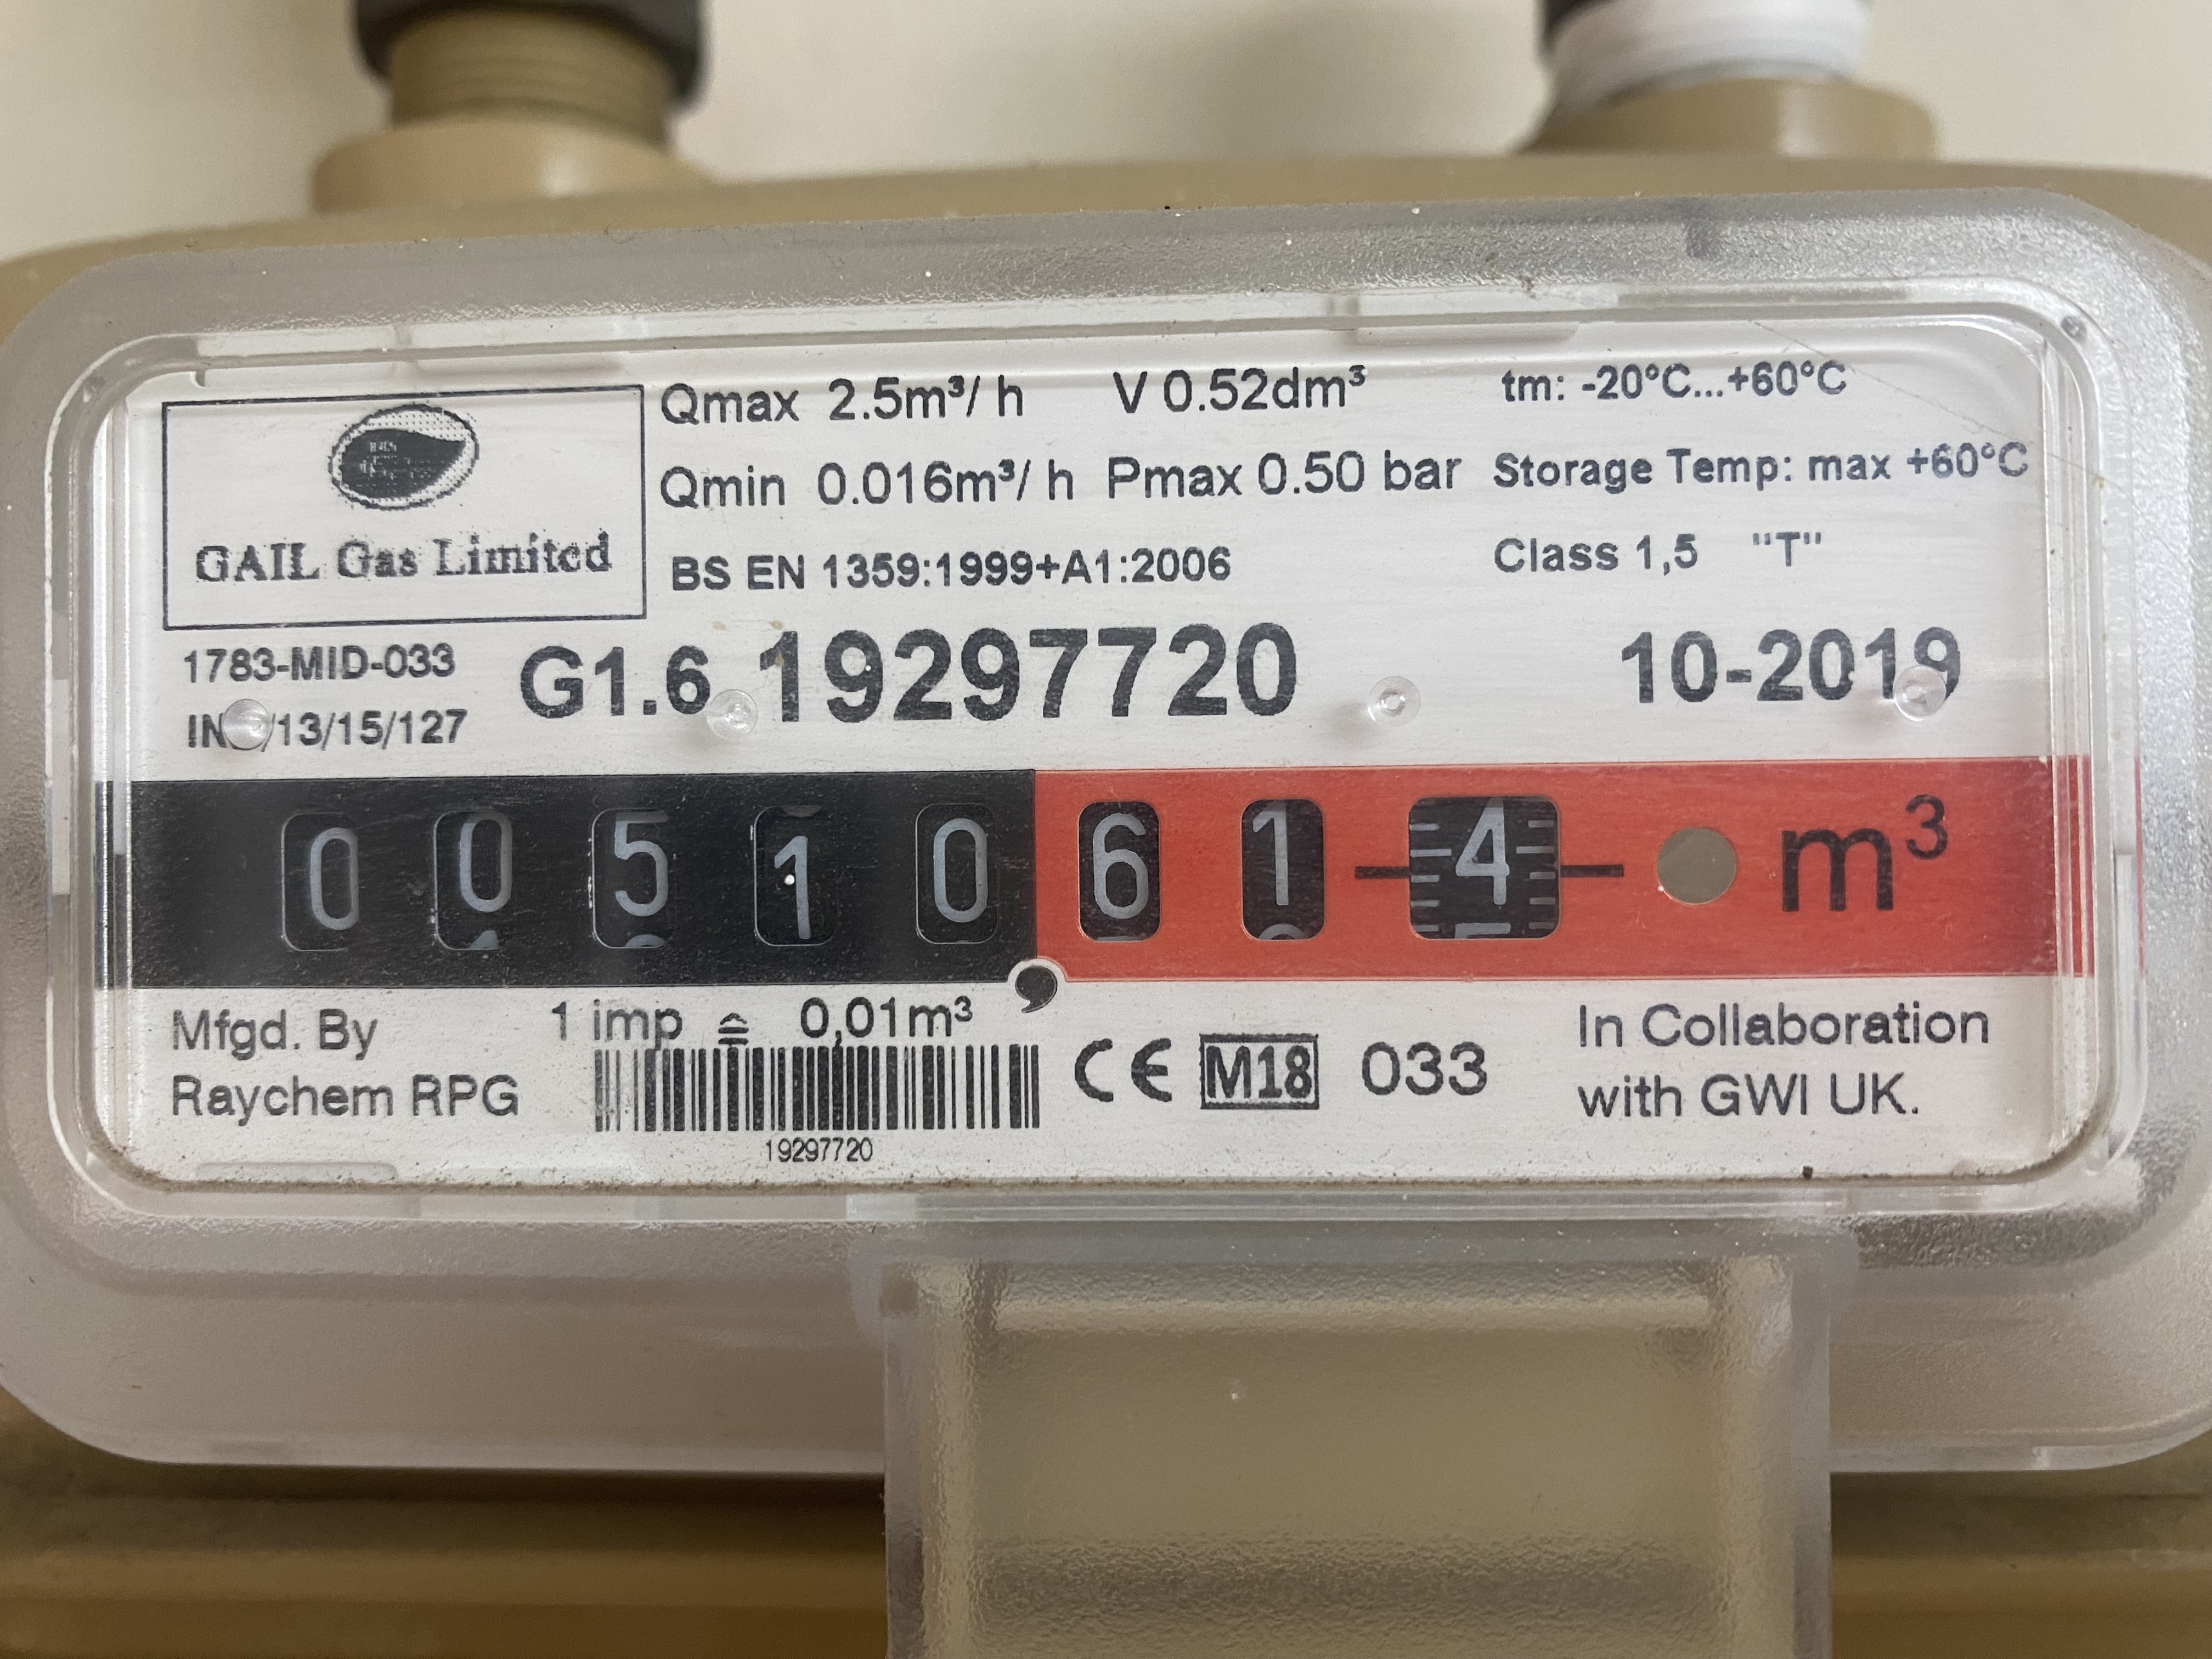 GAIL Gas Limited
Qmax 2.5m³/ h V 0.52dm³ tm: -20°C...+60°C
Qmin 0.016m³/ h Pmax 0.50 bar Storage Temp: max +60°C
BS EN 1359:1999+A1:2006 Class 1,5 "T"
1783-MID-033
G1.6 19297720 10-2019
/13/15/127
0 0 5 1 0 6 1 4 m³
,
Mfgd. By
Raychem RPG
1 imp ≙ 0,01m³
19297720
CE M18 033
In Collaboration
with GWI UK.